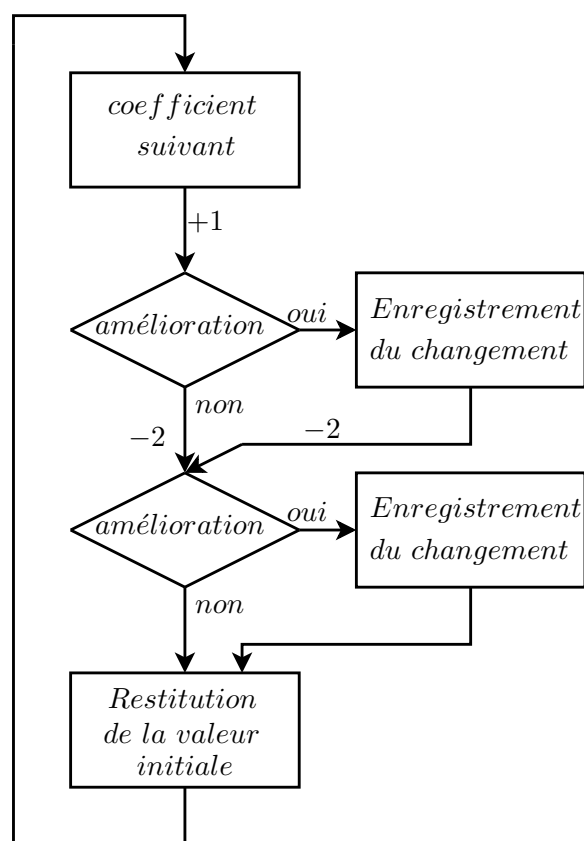 coefficient
suivant
+1
amélioration
oui
Enregistrement
du changement
non
−2
−2
amélioration
oui
Enregistrement
du changement
non
Restitution
de la valeur
initiale